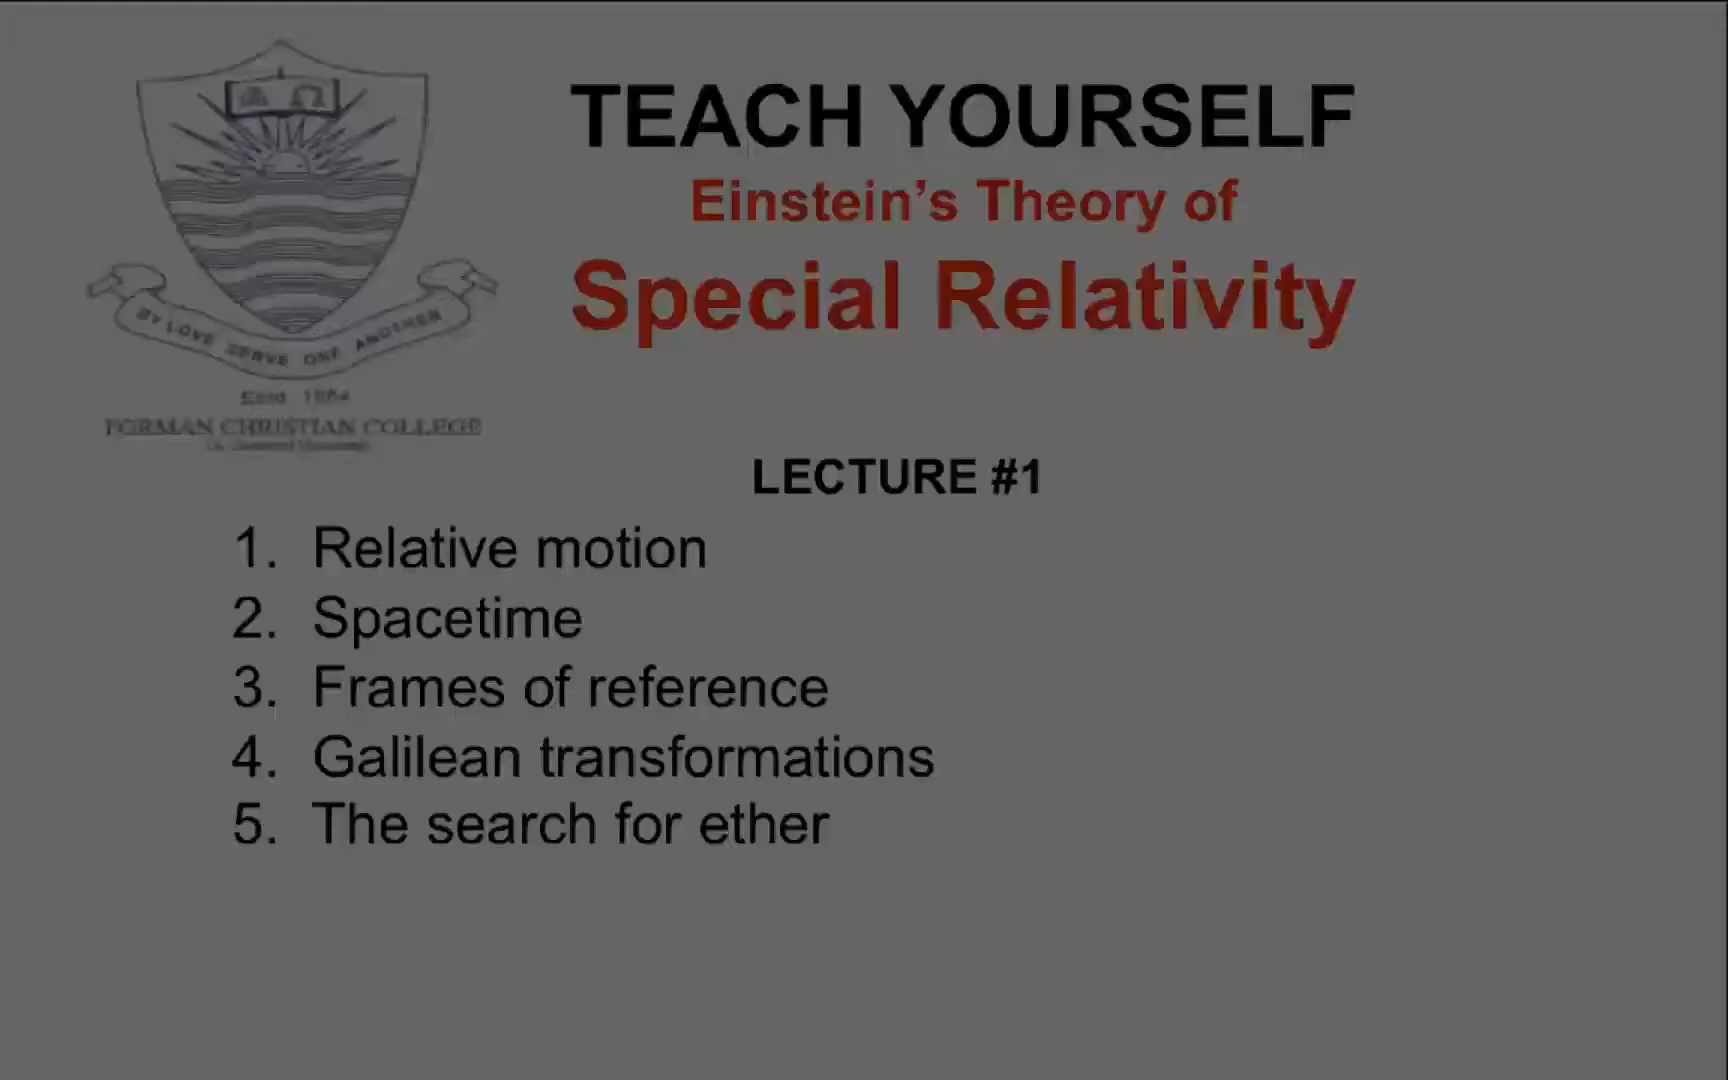 TEACH YOURSELF
Einstein's Theory of
Special Relativity
BY LOVE SERVE ONE ANOTHER
Estd 1864
FORMAN CHRISTIAN COLLEGE
LECTURE #1
1. Relative motion
2. Spacetime
3. Frames of reference
4. Galilean transformations
5. The search for ether